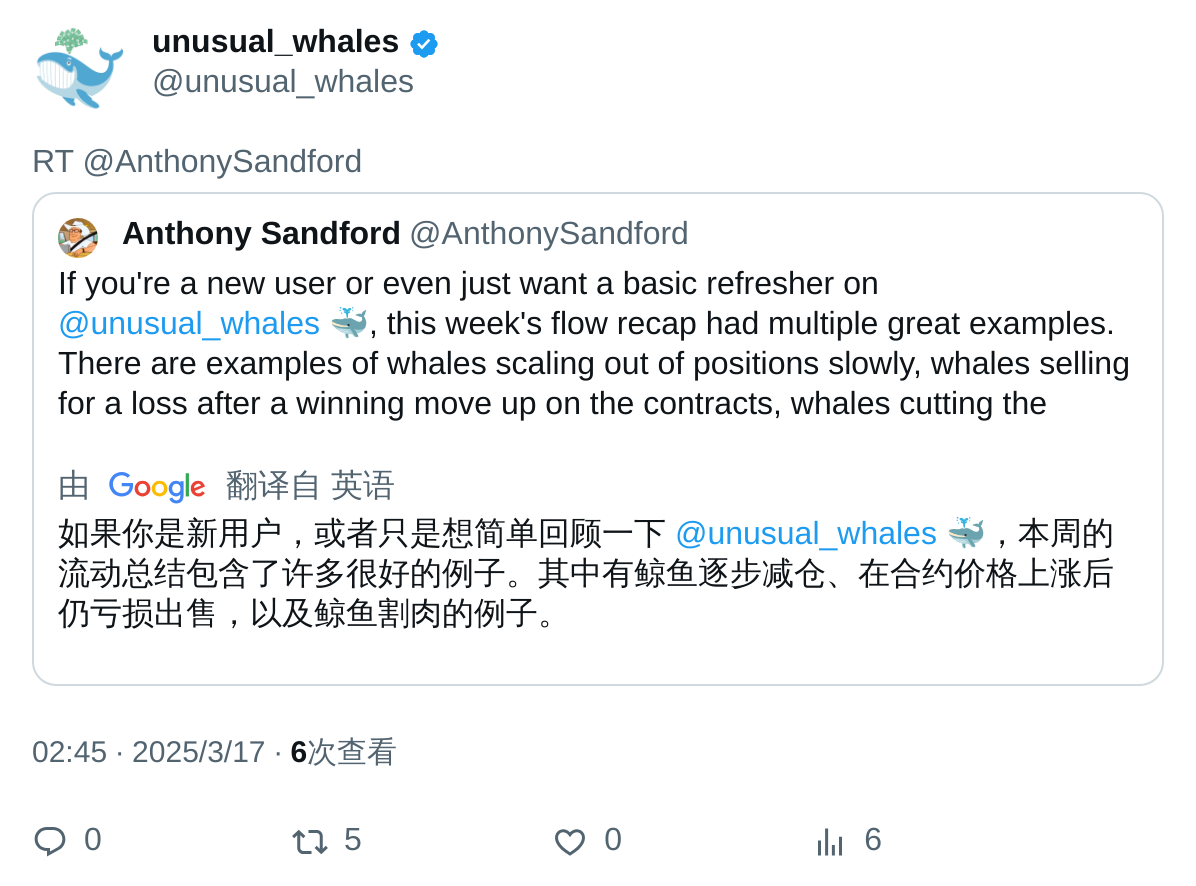 unusual_whales
@unusual_whales
RT @AnthonySandford
Anthony Sandford @AnthonySandford
If you're a new user or even just want a basic refresher on
@unusual_whales 🐳, this week's flow recap had multiple great examples.
There are examples of whales scaling out of positions slowly, whales selling
for a loss after a winning move up on the contracts, whales cutting the
由 Google 翻译自 英语
如果你是新用户，或者只是想简单回顾一下 @unusual_whales 🐳，本周的
流动总结包含了许多很好的例子。其中有鲸鱼逐步减仓、在合约价格上涨后
仍亏损出售，以及鲸鱼割肉的例子。
02:45 · 2025/3/17 · 6次查看
0 5 0 6